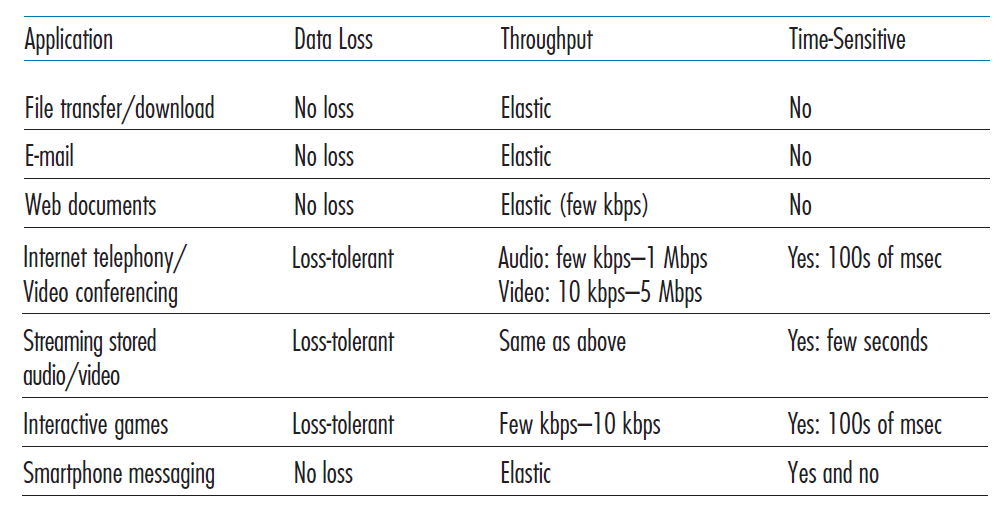 Application Data Loss Throughput Time-Sensitive
File transfer/download No loss Elastic No
E-mail No loss Elastic No
Web documents No loss Elastic (few kbps) No
Internet telephony/ Loss-tolerant Audio: few kbps–1 Mbps Yes: 100s of msec
Video conferencing Video: 10 kbps–5 Mbps
Streaming stored Loss-tolerant Same as above Yes: few seconds
audio/video
Interactive games Loss-tolerant Few kbps–10 kbps Yes: 100s of msec
Smartphone messaging No loss Elastic Yes and no